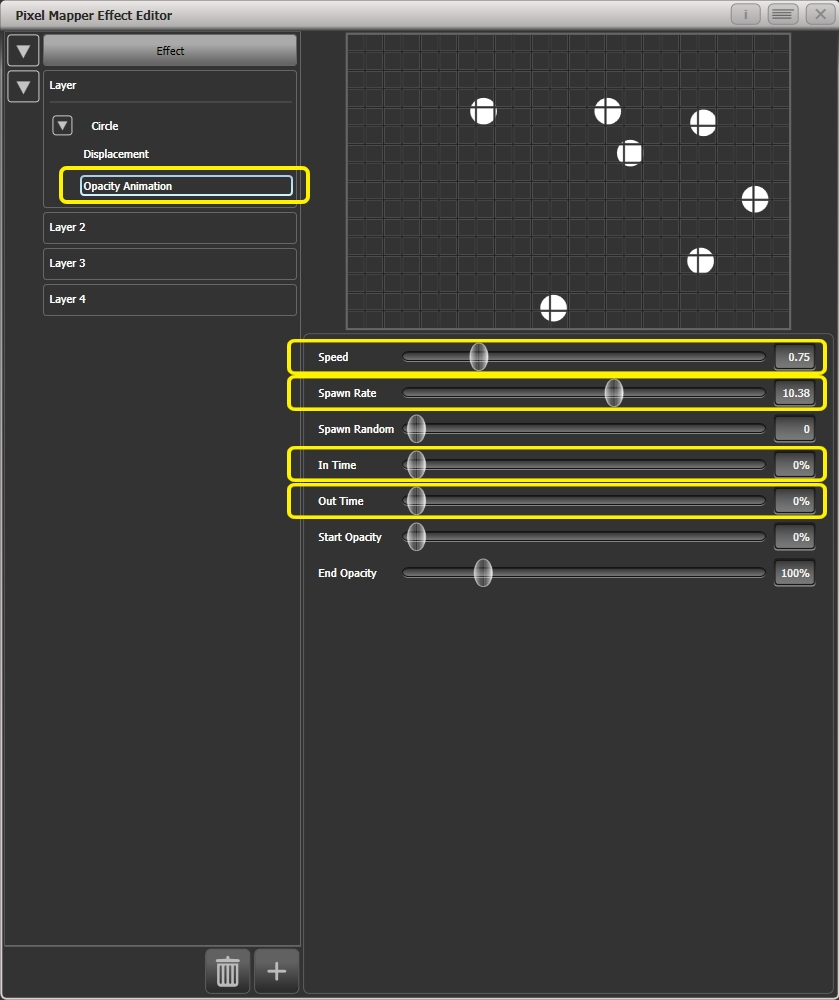 Pixel Mapper Effect Editor
Effect
Layer
Circle
Displacement
Opacity Animation
Layer 2
Layer 3
Layer 4
Speed 0.75
Spawn Rate 10.38
Spawn Random 0
In Time 0%
Out Time 0%
Start Opacity 0%
End Opacity 100%